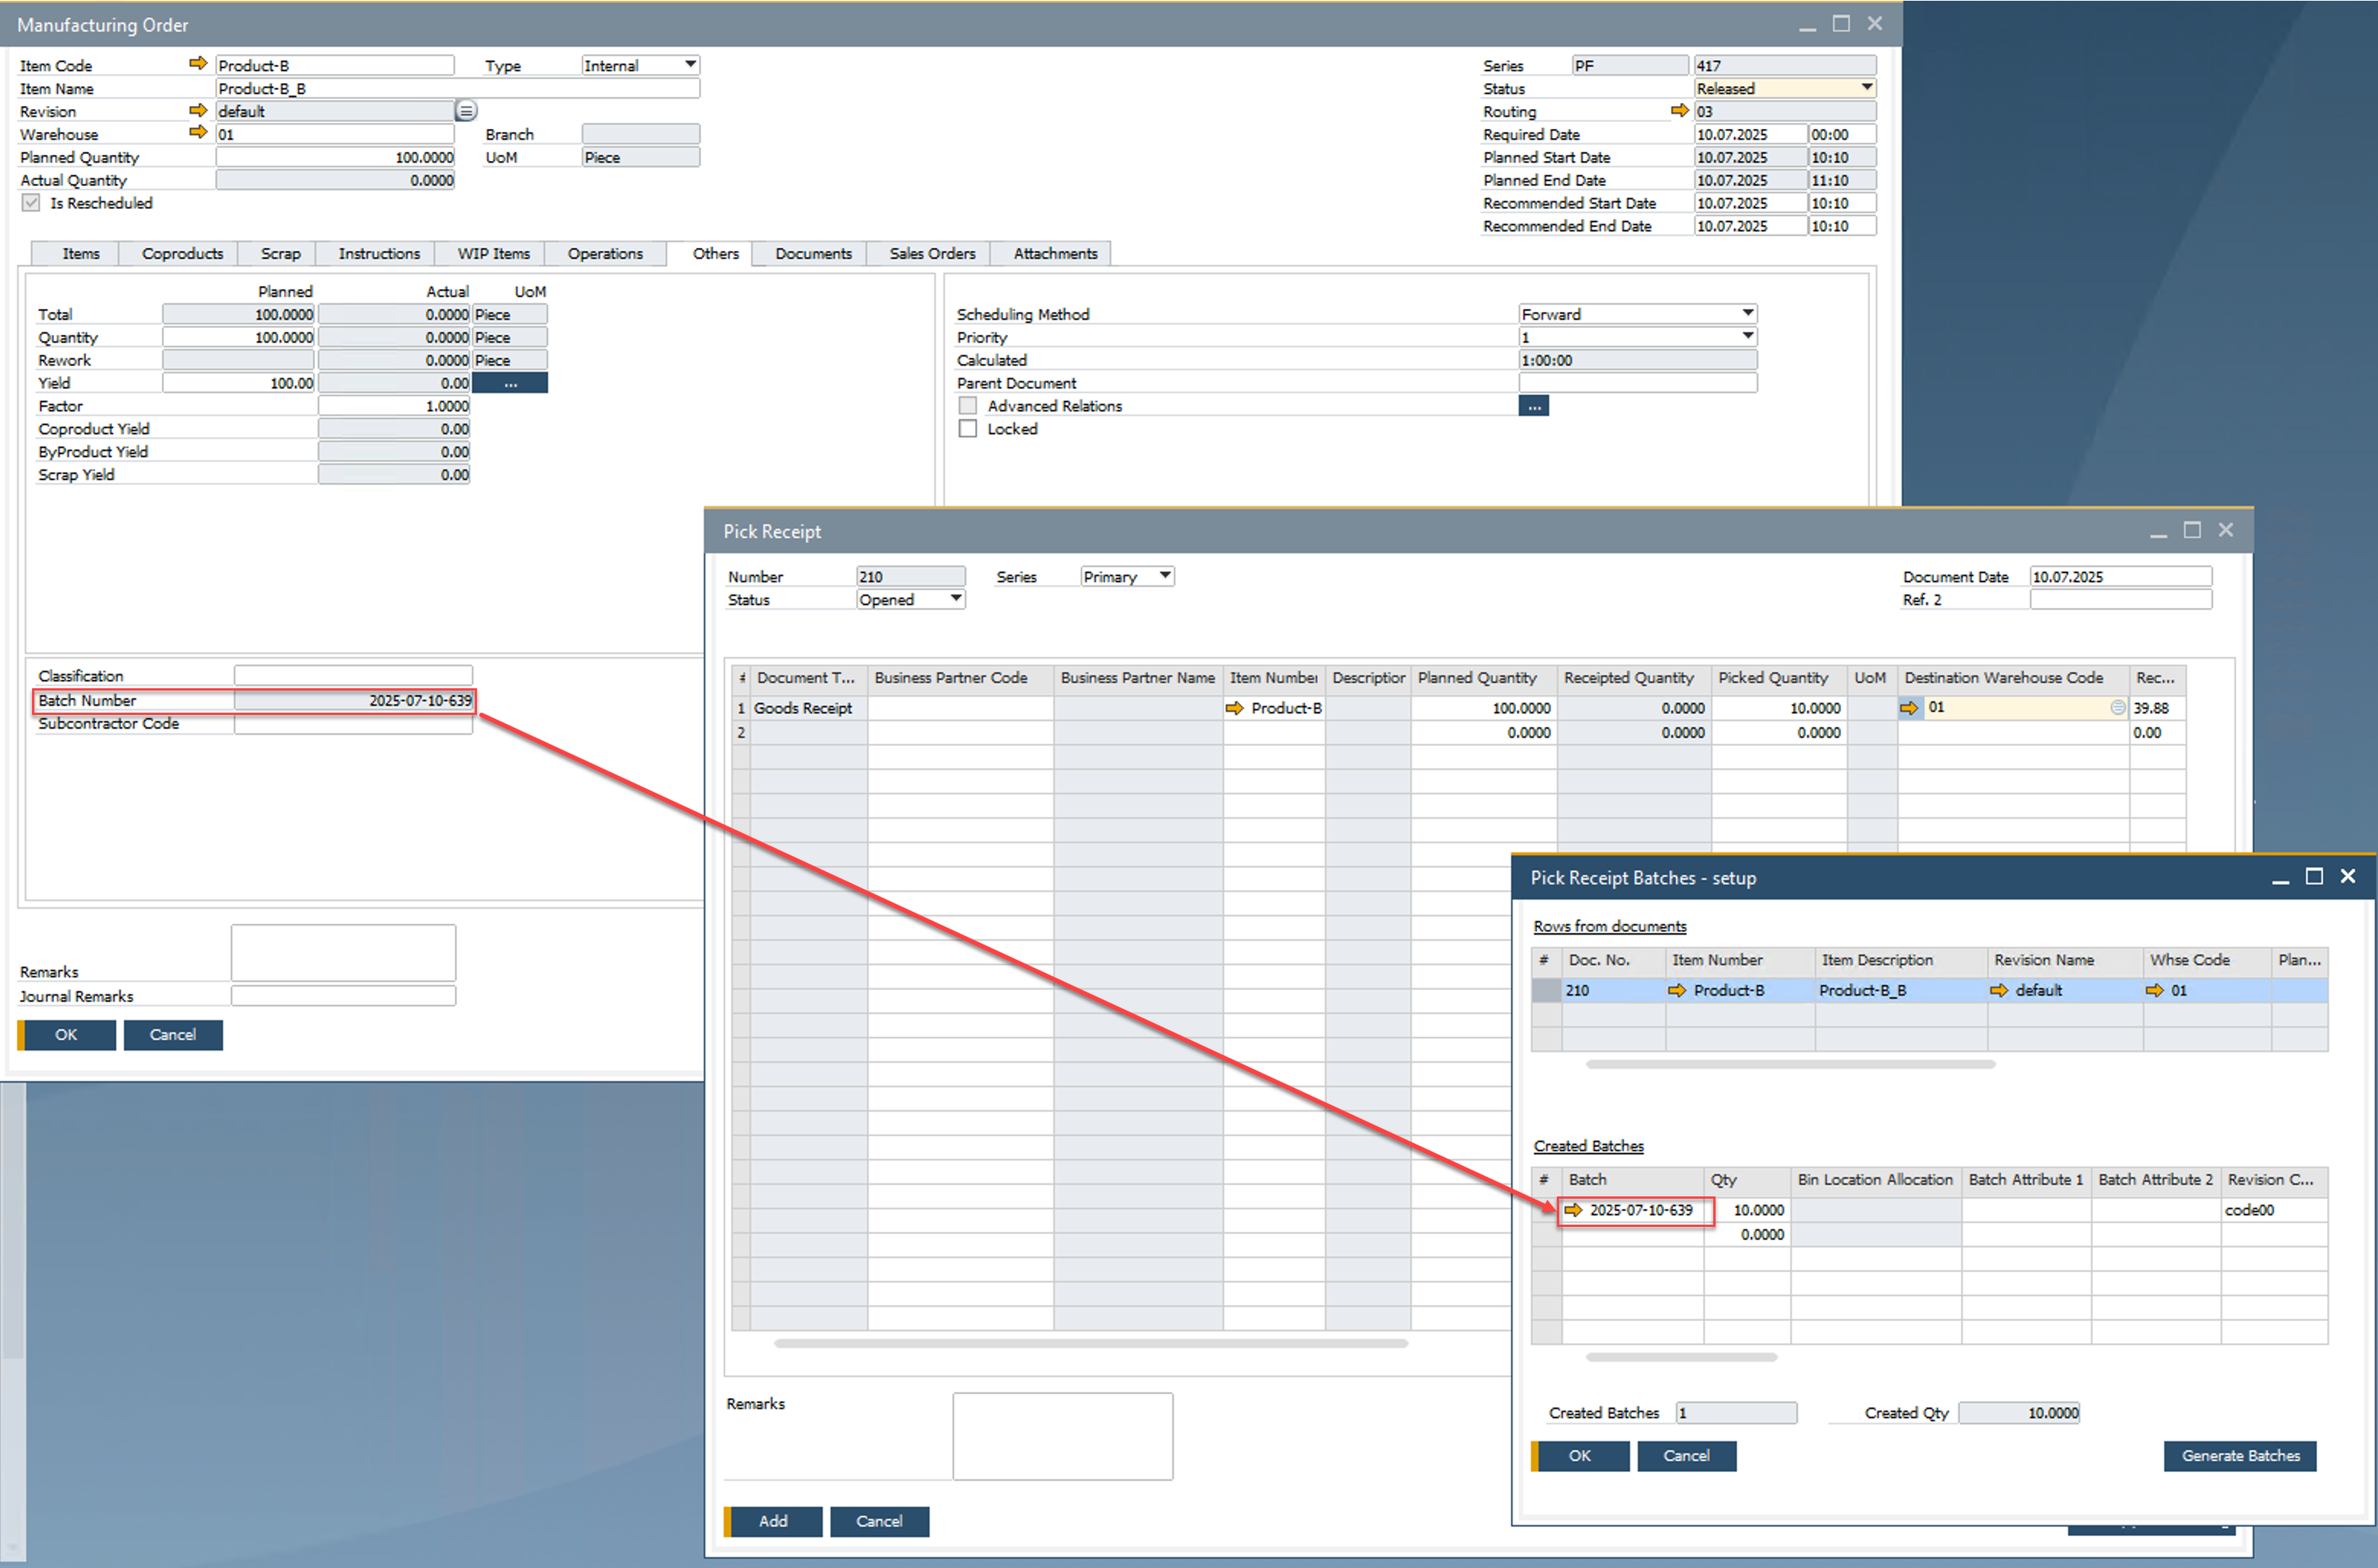 Manufacturing Order
Item Code Product-B Type Internal Series PF 417
Item Name Product-B_B Status Released
Revision default Routing 03
Warehouse 01 Branch Required Date 10.07.2025 00:00
Planned Quantity 100.0000 UoM Piece Planned Start Date 10.07.2025 10:10
Actual Quantity 0.0000 Planned End Date 10.07.2025 11:10
Is Rescheduled Recommended Start Date 10.07.2025 10:10
Recommended End Date 10.07.2025 10:10
Items Coproducts Scrap Instructions WIP Items Operations Others Documents Sales Orders Attachments
Planned Actual UoM
Total 100.0000 0.0000 Piece Scheduling Method Forward
Quantity 100.0000 0.0000 Piece Priority 1
Rework 0.0000 Piece Calculated 1:00:00
Yield 100.00 0.00 ... Parent Document
Factor 1.0000 Advanced Relations ...
Coproduct Yield 0.00 Locked
ByProduct Yield 0.00
Scrap Yield 0.00
Classification
Batch Number 2025-07-10-639
Subcontractor Code
Remarks
Journal Remarks
OK Cancel
Pick Receipt
Number 210 Series Primary Document Date 10.07.2025
Status Opened Ref. 2
# Document T... Business Partner Code Business Partner Name Item Number Description Planned Quantity Receipted Quantity Picked Quantity UoM Destination Warehouse Code Rec...
1 Goods Receipt Product-B 100.0000 0.0000 10.0000 01 39.88
2 0.0000 0.0000 0.0000 0.00
Remarks
Add Cancel
Pick Receipt Batches - setup
Rows from documents
# Doc. No. Item Number Item Description Revision Name Whse Code Plan...
210 Product-B Product-B_B default 01
Created Batches
# Batch Qty Bin Location Allocation Batch Attribute 1 Batch Attribute 2 Revision C...
2025-07-10-639 10.0000 code00
0.0000
Created Batches 1 Created Qty 10.0000
OK Cancel Generate Batches